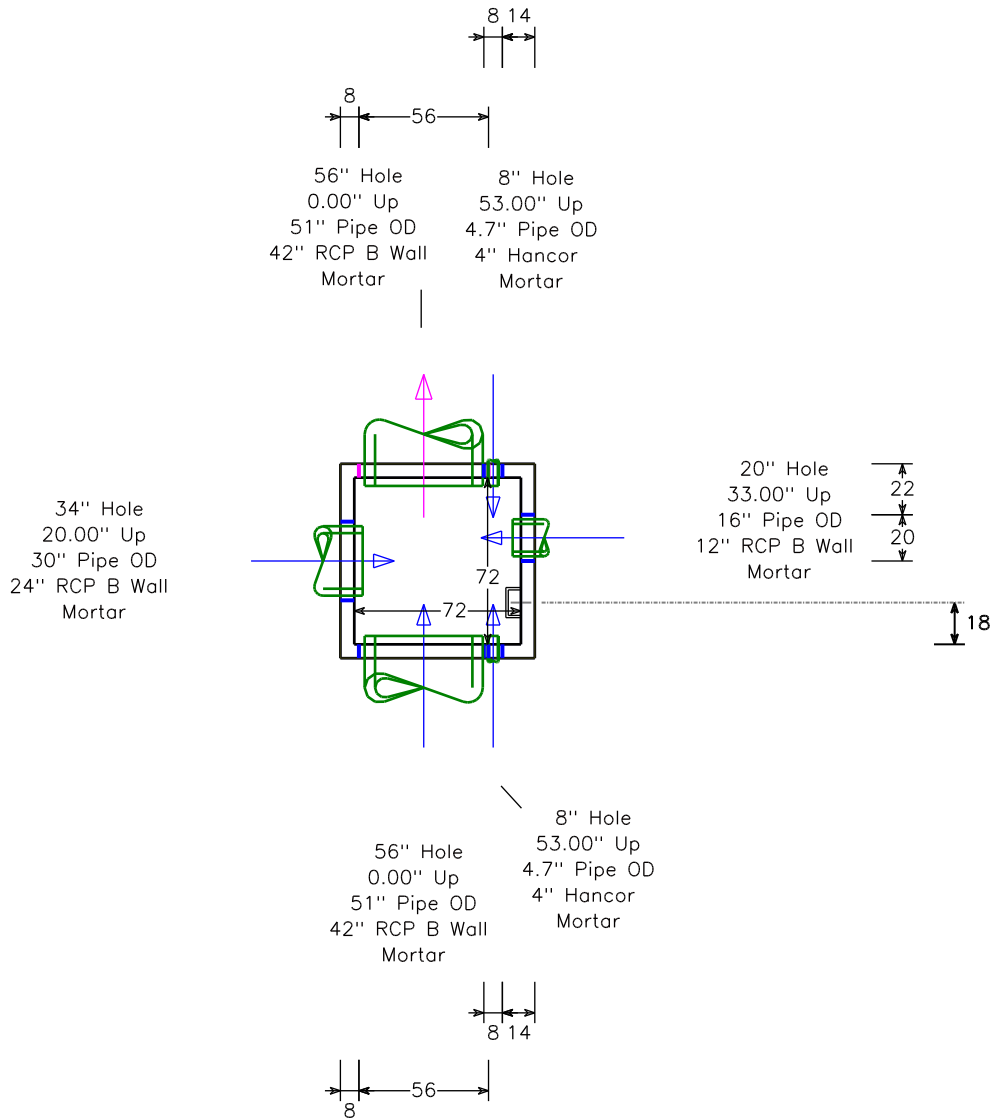 8 14
8
56
56'' Hole
0.00'' Up
51'' Pipe OD
42'' RCP B Wall
Mortar
8'' Hole
53.00'' Up
4.7'' Pipe OD
4'' Hancor
Mortar
34'' Hole
20.00'' Up
30'' Pipe OD
24'' RCP B Wall
Mortar
72
72
20'' Hole
33.00'' Up
16'' Pipe OD
12'' RCP B Wall
Mortar
22
20
18
56'' Hole
0.00'' Up
51'' Pipe OD
42'' RCP B Wall
Mortar
8'' Hole
53.00'' Up
4.7'' Pipe OD
4'' Hancor
Mortar
8 14
56
8